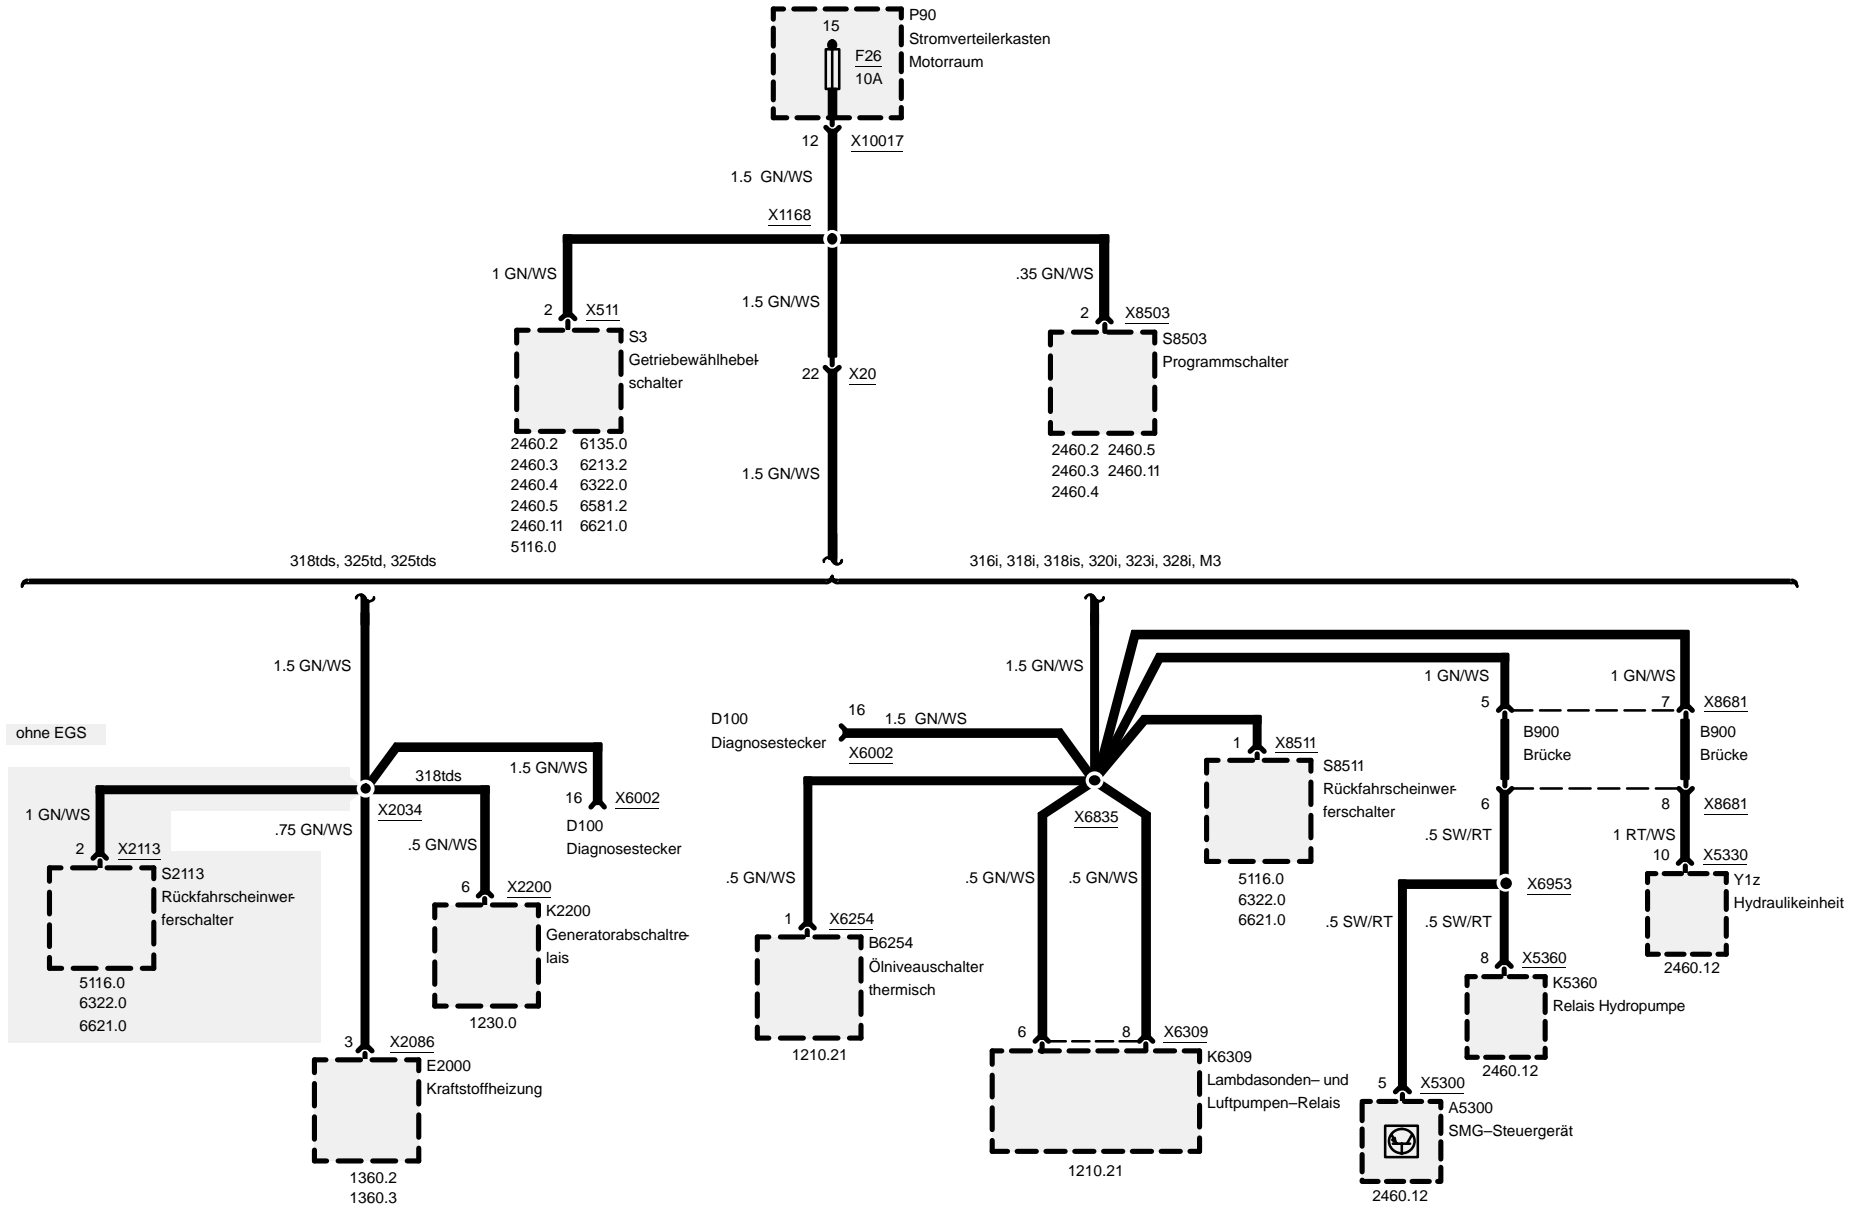 P90
15
Stromverteilerkasten
F26
Motorraum
10A
12 X10017
1.5 GN/WS
X1168
1 GN/WS
.35 GN/WS
1.5 GN/WS
2 X511
2 X8503
S3
Getriebewählhebel-
schalter
S8503
Programmschalter
22 X20
2460.2 6135.0
2460.3 6213.2
2460.4 6322.0
2460.5 6581.2
2460.11 6621.0
5116.0
2460.2 2460.5
2460.3 2460.11
2460.4
1.5 GN/WS
318tds, 325td, 325tds
316i, 318i, 318is, 320i, 323i, 328i, M3
1.5 GN/WS
ohne EGS
1.5 GN/WS
318tds
16 X6002
X2034
D100
Diagnosestecker
1 GN/WS
.75 GN/WS
.5 GN/WS
2 X2113
S2113
Rückfahrscheinwer-
ferschalter
5116.0
6322.0
6621.0
6 X2200
K2200
Generatorabschaltre-
lais
1230.0
3 X2086
E2000
Kraftstoffheizung
1360.2
1360.3
1.5 GN/WS
1 GN/WS
1 GN/WS
D100
Diagnosestecker
16
1.5 GN/WS
X6002
5
7 X8681
B900
Brücke
B900
Brücke
1 X8511
S8511
Rückfahrscheinwer-
ferschalter
5116.0
6322.0
6621.0
X6835
6
8 X8681
.5 SW/RT
1 RT/WS
10 X5330
Y1z
Hydraulikeinheit
2460.12
.5 GN/WS
.5 GN/WS
.5 GN/WS
X6953
1 X6254
B6254
Ölniveauschalter
thermisch
1210.21
.5 SW/RT
.5 SW/RT
8 X5360
K5360
Relais Hydropumpe
2460.12
6
8 X6309
K6309
Lambdasonden– und
Luftpumpen–Relais
1210.21
5 X5300
A5300
SMG–Steuergerät
2460.12